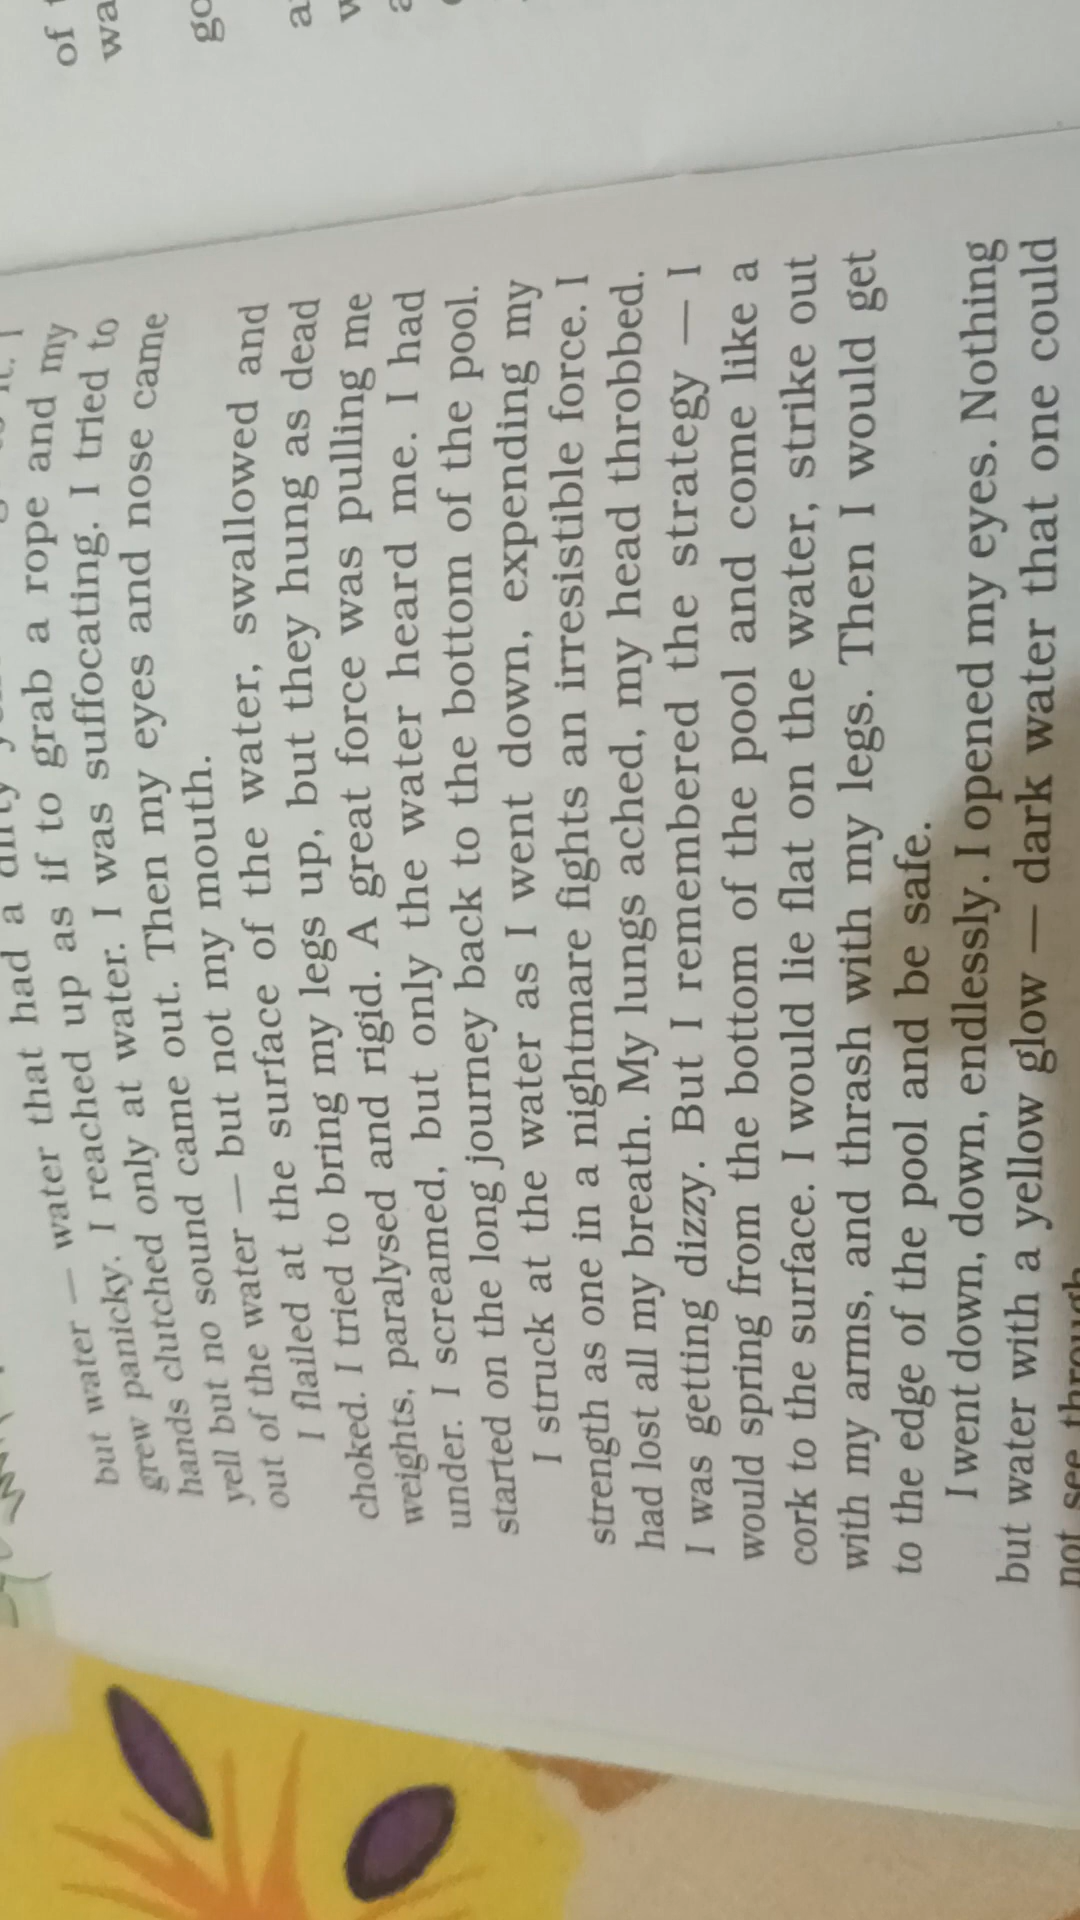 but water — water that had a
grew panicky. I reached up as if to grab a rope and my
hands clutched only at water. I was suffocating. I tried to
yell but no sound came out. Then my eyes and nose came
out of the water — but not my mouth.
I flailed at the surface of the water, swallowed and
choked. I tried to bring my legs up, but they hung as dead
weights, paralysed and rigid. A great force was pulling me
under. I screamed, but only the water heard me. I had
started on the long journey back to the bottom of the pool.
I struck at the water as I went down, expending my
strength as one in a nightmare fights an irresistible force. I
had lost all my breath. My lungs ached, my head throbbed.
I was getting dizzy. But I remembered the strategy — I
would spring from the bottom of the pool and come like a
cork to the surface. I would lie flat on the water, strike out
with my arms, and thrash with my legs. Then I would get
to the edge of the pool and be safe.
I went down, down, endlessly. I opened my eyes. Nothing
but water with a yellow glow — dark water that one could
not see through
of
wa
go